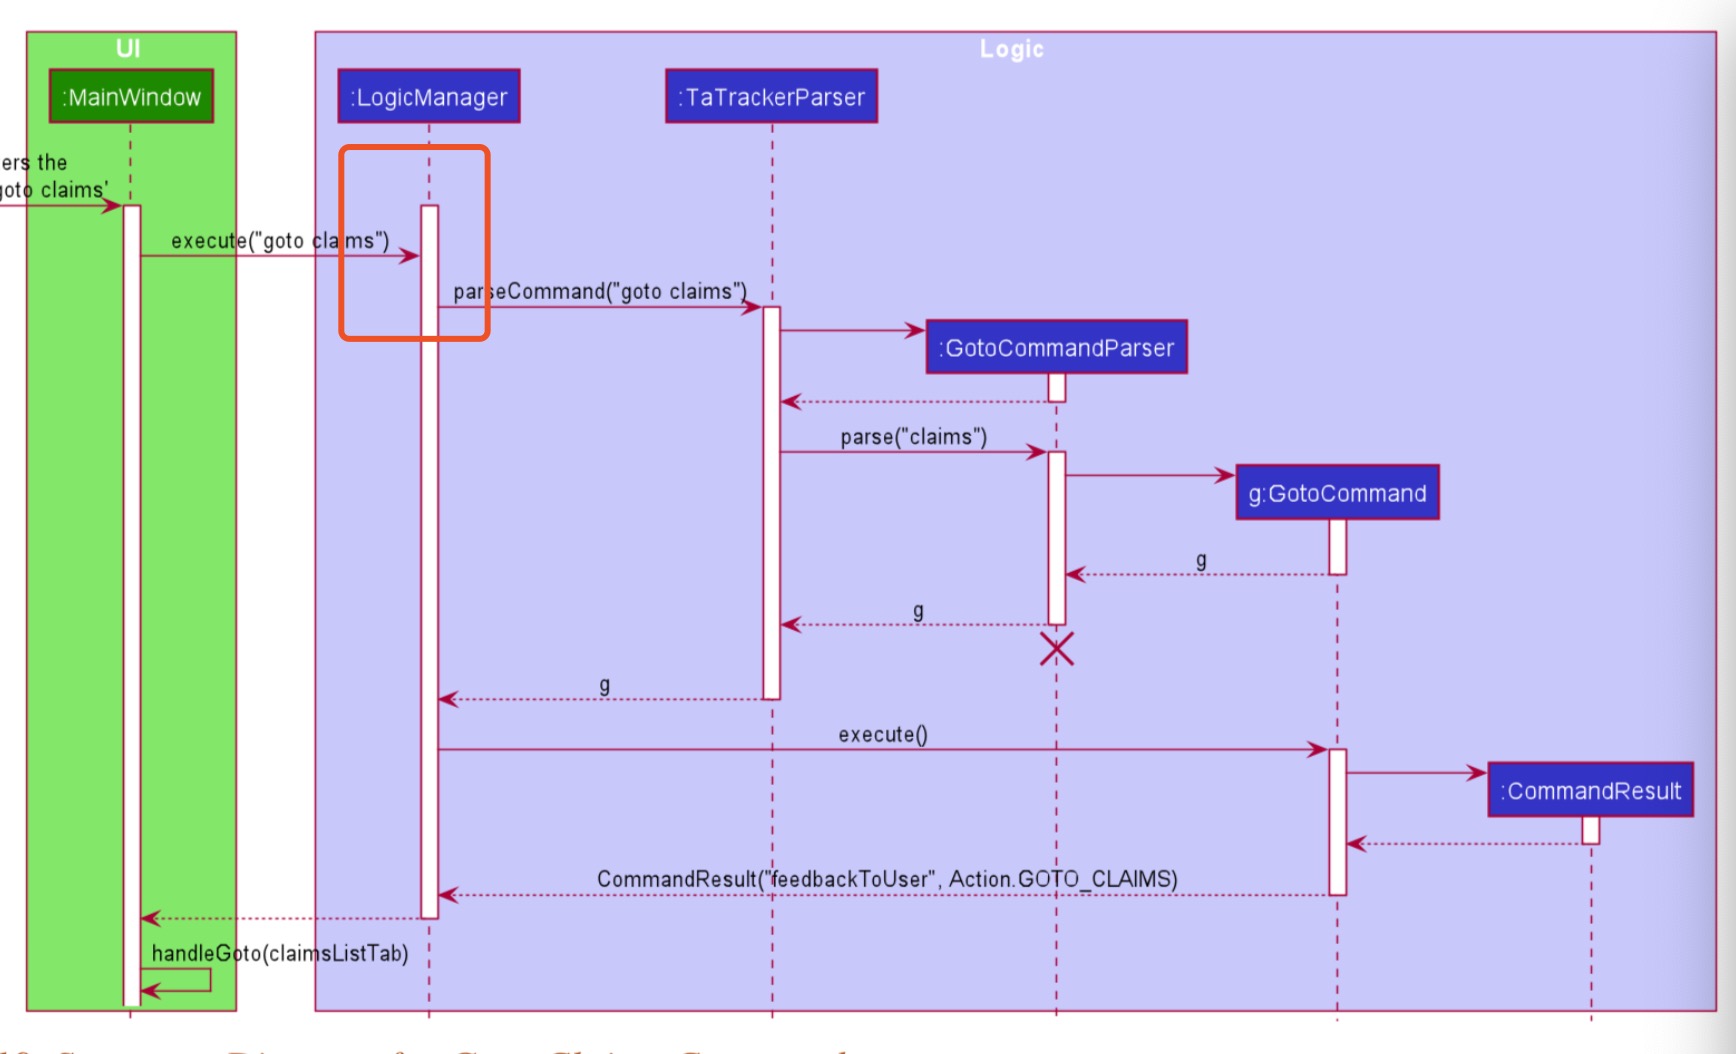 UI
Logic
:MainWindow
:LogicManager
:TaTrackerParser
ers the
goto claims'
execute("goto claims")
parseCommand("goto claims")
:GotoCommandParser
parse("claims")
g:GotoCommand
g
g
g
execute()
:CommandResult
CommandResult("feedbackToUser", Action.GOTO_CLAIMS)
handleGoto(claimsListTab)